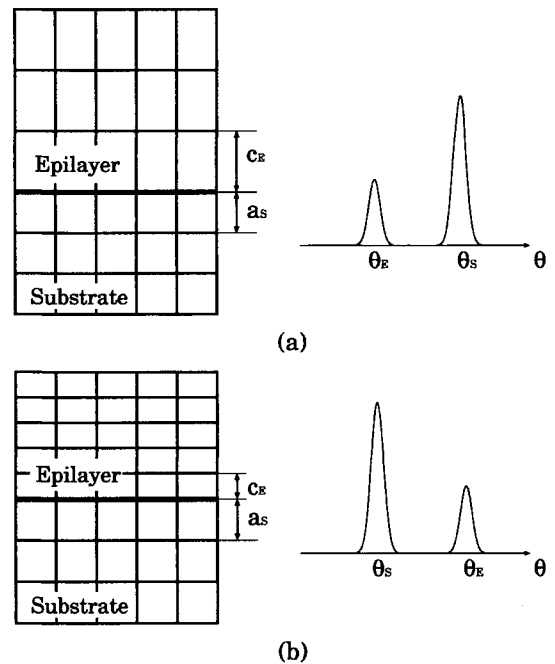 Epilayer
cE
aS
Substrate
θE
θS
θ
(a)
Epilayer
cE
aS
Substrate
θS
θE
θ
(b)